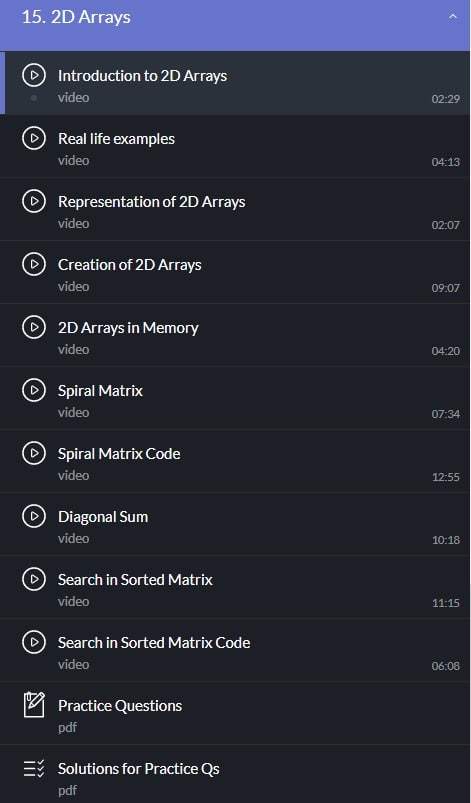 15. 2D Arrays
Introduction to 2D Arrays
video
02:29
Real life examples
video
04:13
Representation of 2D Arrays
video
02:07
Creation of 2D Arrays
video
09:07
2D Arrays in Memory
video
04:20
Spiral Matrix
video
07:34
Spiral Matrix Code
video
12:55
Diagonal Sum
video
10:18
Search in Sorted Matrix
video
11:15
Search in Sorted Matrix Code
video
06:08
Practice Questions
pdf
Solutions for Practice Qs
pdf